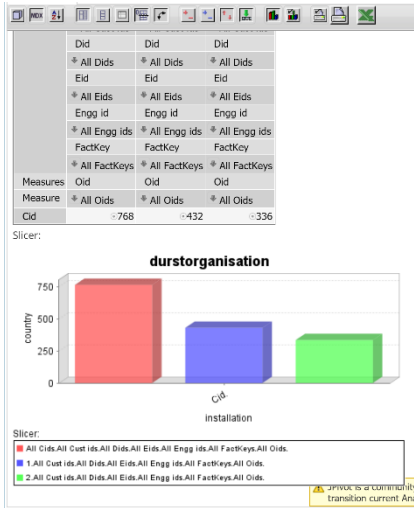 MDX
Did Did Did
All Dids All Dids All Dids
Eid Eid Eid
All Eids All Eids All Eids
Engg id Engg id Engg id
All Engg ids All Engg ids All Engg ids
FactKey FactKey FactKey
All FactKeys All FactKeys All FactKeys
Measures Oid Oid Oid
Measure All Oids All Oids All Oids
Cid 768 432 336
Slicer:
durstorganisation
750
500
250
0
country
Cid.
installation
Slicer:
All Cids.All Cust ids.All Dids.All Eids.All Engg ids.All FactKeys.All Oids.
1.All Cust ids.All Dids.All Eids.All Engg ids.All FactKeys.All Oids.
2.All Cust ids.All Dids.All Eids.All Engg ids.All FactKeys.All Oids.
JPivot is a community
transition current Ana